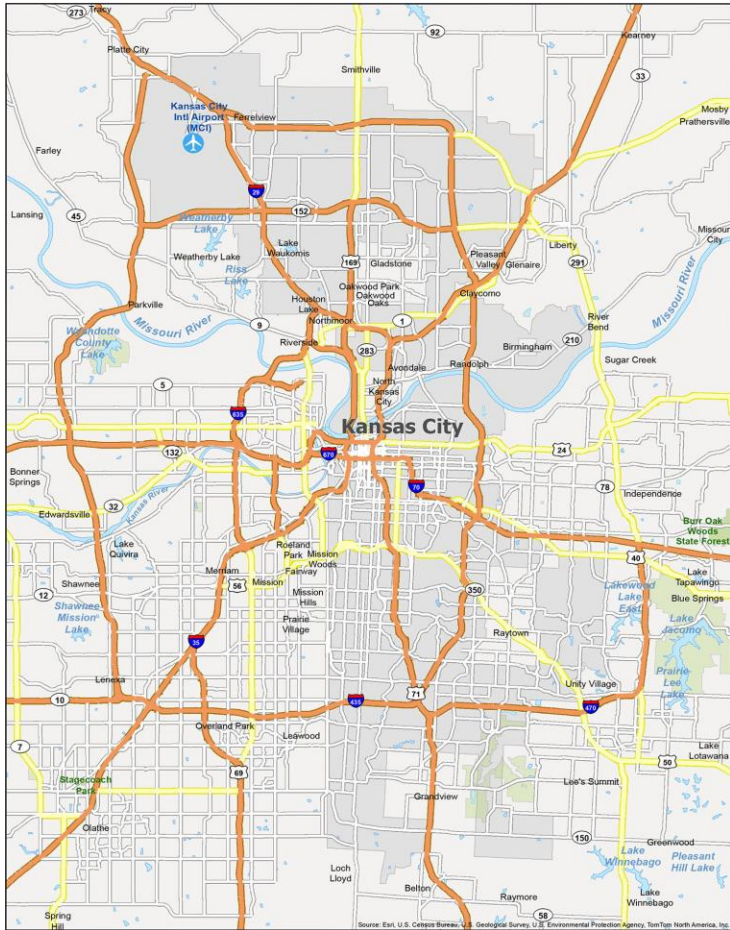 Tracy
273
Platte City
92
Kearney
Smithville
33
Kansas City
Intl Airport
(MCI)
Ferrelview
Mosby
Prathersville
Farley
29
Lansing
45
152
Weatherby
Lake
Missouri
City
Lake
Waukomis
Liberty
Weatherby Lake
Riss
Lake
169
Gladstone
Pleasant
Valley
Glenaire
291
Oakwood Park
Oakwood
Oaks
Claycomo
Houston
Lake
Parkville
Missouri River
9
Northmoor
1
River
Bend
Missouri River
Wyandotte
County
Lake
Riverside
283
Birmingham
210
Avondale
Randolph
Sugar Creek
5
North
Kansas
City
635
Kansas City
132
670
24
Bonner
Springs
70
78
Independence
Kansas River
32
Edwardsville
Burr Oak
Woods
State Forest
Lake
Quivira
Roeland
Park
Mission
Woods
40
Merriam
Fairway
Lake
Tapawingo
Shawnee
56
Mission
12
350
Lakewood
Lake
East
Blue Springs
Mission
Hills
Shawnee
Mission
Lake
Prairie
Village
Lake
Jacomo
35
Raytown
Prairie
Lee
Lake
Lenexa
Unity Village
10
435
71
470
Overland Park
Leawood
7
Lake
Lotawana
69
50
Stagecoach
Park
Lee's Summit
Grandview
Olathe
150
Greenwood
Lake
Winnebago
Pleasant
Hill Lake
Loch
Lloyd
Belton
Raymore
Lake
Winnebago
Spring
Hill
58
Source: Esri, U.S. Census Bureau, U.S. Geological Survey, U.S. Environmental Protection Agency, TomTom North America, Inc.